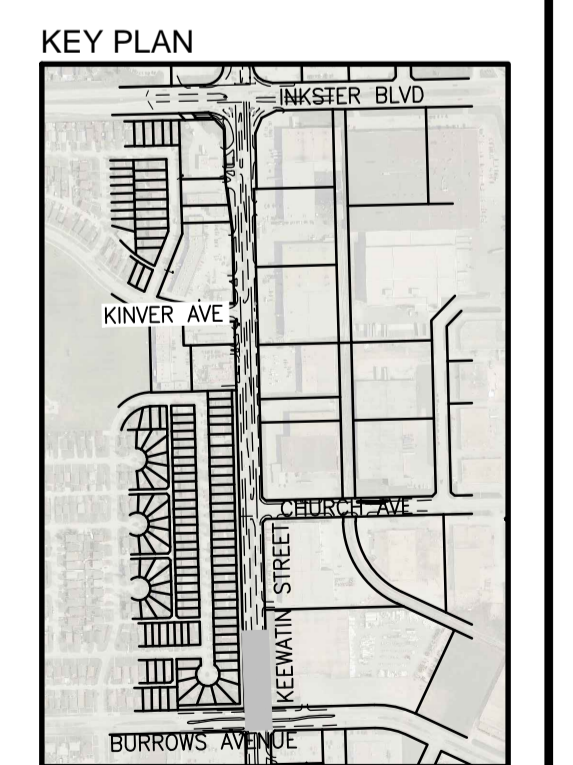 KEY PLAN
INKSTER BLVD
KINVER AVE
CHURCH AVE
KEEWATIN STREET
BURROWS AVENUE